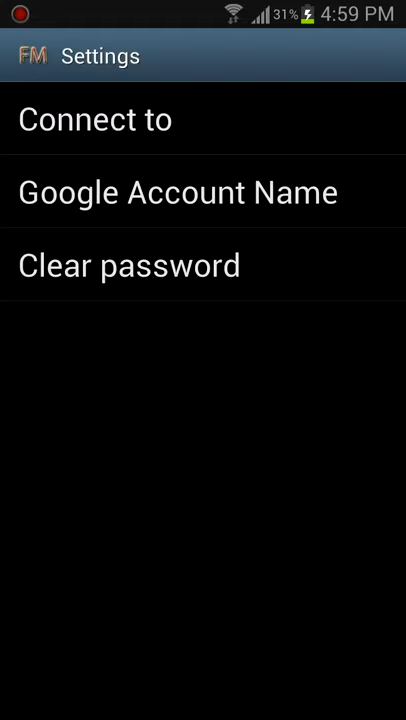 31% 4:59 PM
FM Settings
Connect to
Google Account Name
Clear password